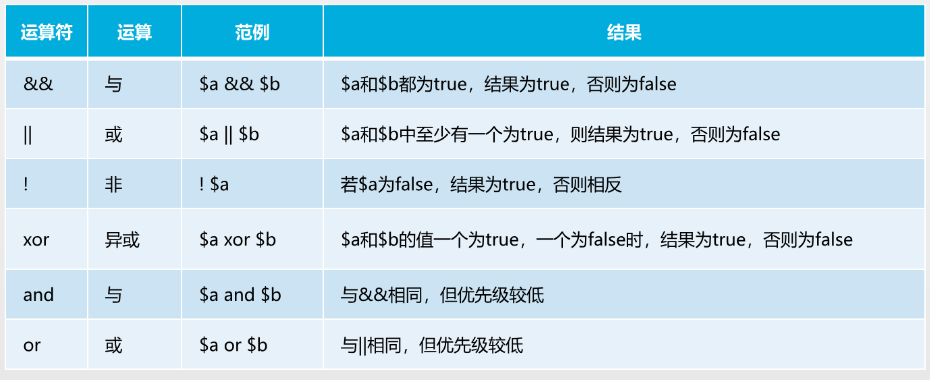 运算符 运算 范例 结果
&& 与 $a && $b $a和$b都为true，结果为true，否则为false
|| 或 $a || $b $a和$b中至少有一个为true，则结果为true，否则为false
! 非 ! $a 若$a为false，结果为true，否则相反
xor 异或 $a xor $b $a和$b的值一个为true，一个为false时，结果为true，否则为false
and 与 $a and $b 与&&相同，但优先级较低
or 或 $a or $b 与||相同，但优先级较低